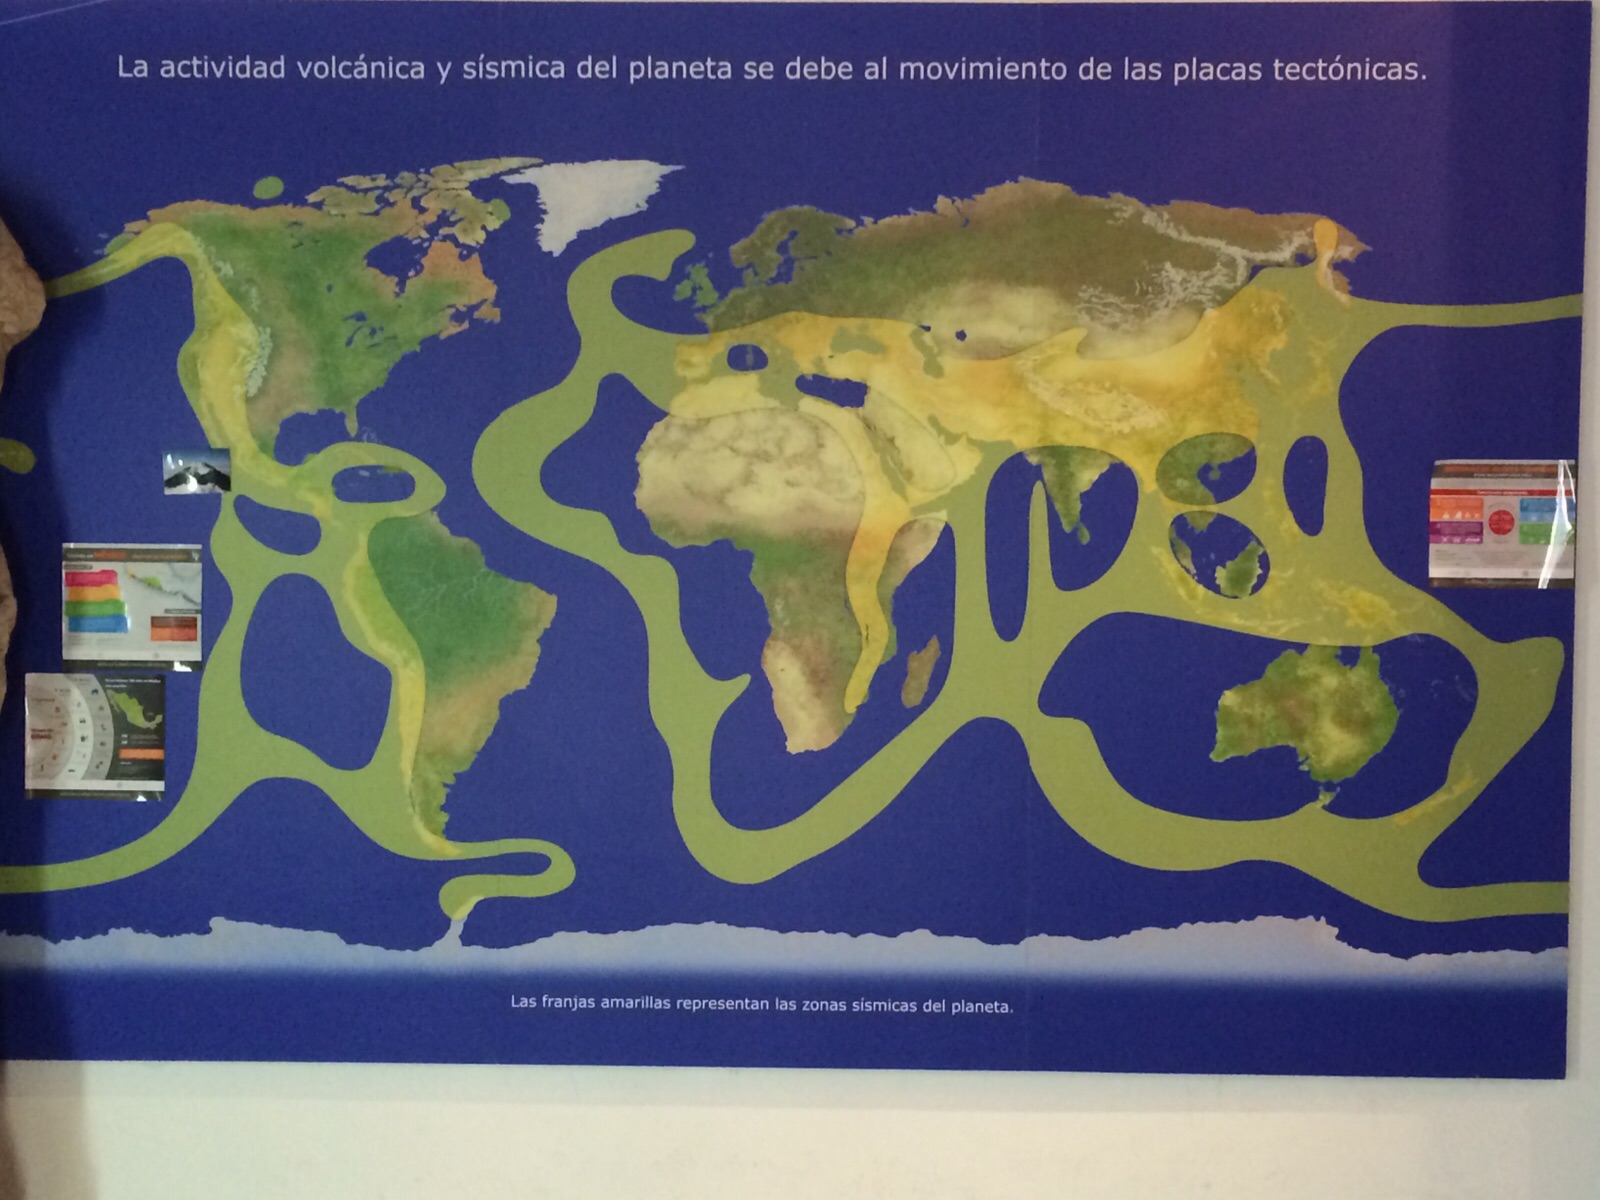 La actividad volcánica y sísmica del planeta se debe al movimiento de las placas tectónicas.
Las franjas amarillas representan las zonas sísmicas del planeta.